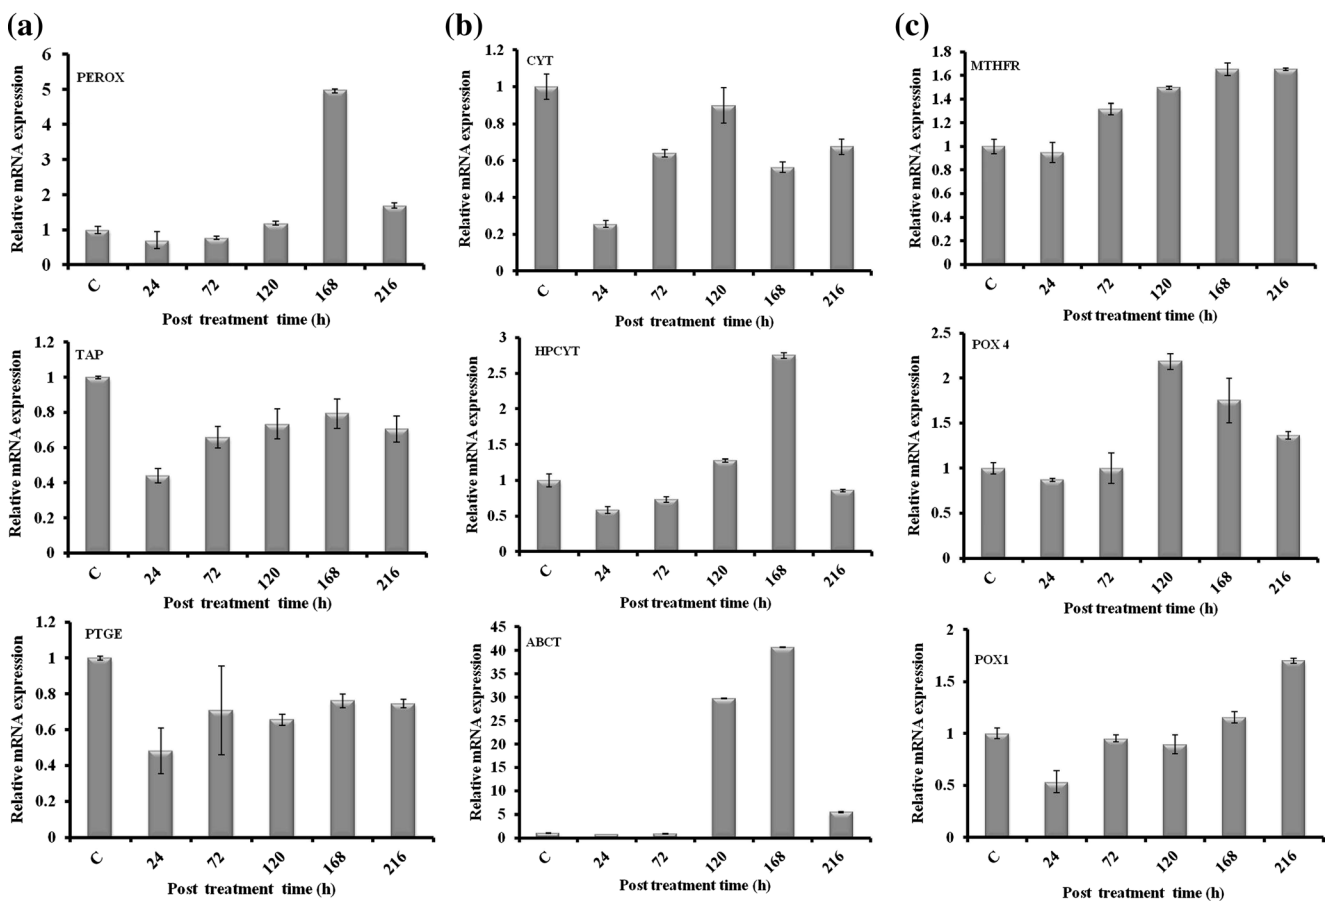 (a)
PEROX
Relative mRNA expression
6
5
4
3
2
1
0
C 24 72 120 168 216
Post treatment time (h)
TAP
Relative mRNA expression
1.2
1
0.8
0.6
0.4
0.2
0
C 24 72 120 168 216
Post treatment time (h)
PTGE
Relative mRNA expression
1.2
1
0.8
0.6
0.4
0.2
0
C 24 72 120 168 216
Post treatment time (h)
(b)
CYT
Relative mRNA expression
1.2
1
0.8
0.6
0.4
0.2
0
C 24 72 120 168 216
Post treatment time (h)
HPCYT
Relative mRNA expression
3
2.5
2
1.5
1
0.5
0
C 24 72 120 168 216
Post treatment time (h)
ABCT
Relative mRNA expression
45
40
35
30
25
20
15
10
5
0
C 24 72 120 168 216
Post treatment time (h)
(c)
MTHFR
Relative mRNA expression
1.8
1.6
1.4
1.2
1
0.8
0.6
0.4
0.2
0
C 24 72 120 168 216
Post treatment time (h)
POX 4
Relative mRNA expression
2.5
2
1.5
1
0.5
0
C 24 72 120 168 216
Post treatment time (h)
POX1
Relative mRNA expression
2
1.5
1
0.5
0
C 24 72 120 168 216
Post treatment time (h)